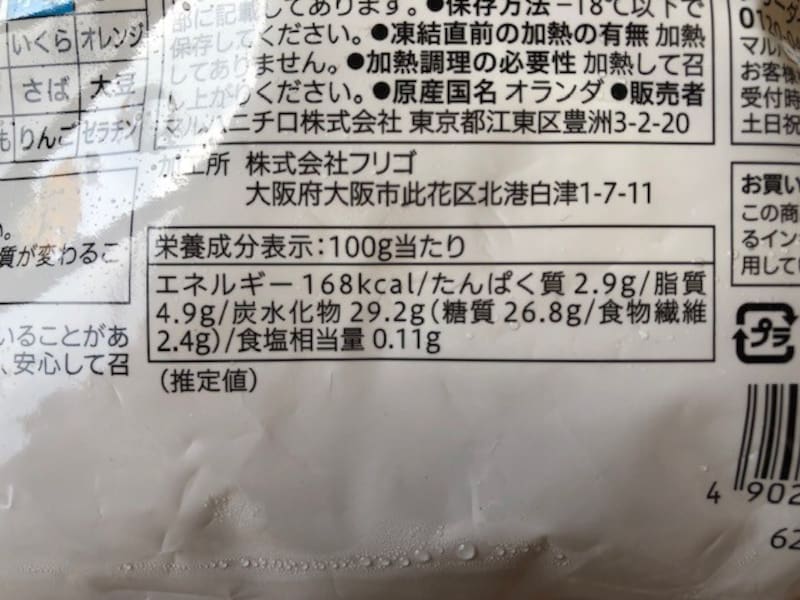 してあります。●保存方法 −18℃以下で
部に記載
保存してください。●凍結直前の加熱の有無 加熱
してありません。●加熱調理の必要性 加熱して召
し上がりください。●原産国名 オランダ ●販売者
マルハニチロ株式会社 東京都江東区豊洲3-2-20
加工所 株式会社フリゴ
大阪府大阪市此花区北港白津1-7-11
いくら オレンジ
さば 大豆
も りんご ゼラチン
い。
質が変わるこ
いることがあ
、安心して召
栄養成分表示:100g当たり
エネルギー 168kcal/たんぱく質 2.9g/脂質
4.9g/炭水化物 29.2g(糖質 26.8g/食物繊維
2.4g)/食塩相当量 0.11g
(推定値)
マル
お客様
受付時
土日祝
お買い
この商
るイン
用して
プラ
4 902
62